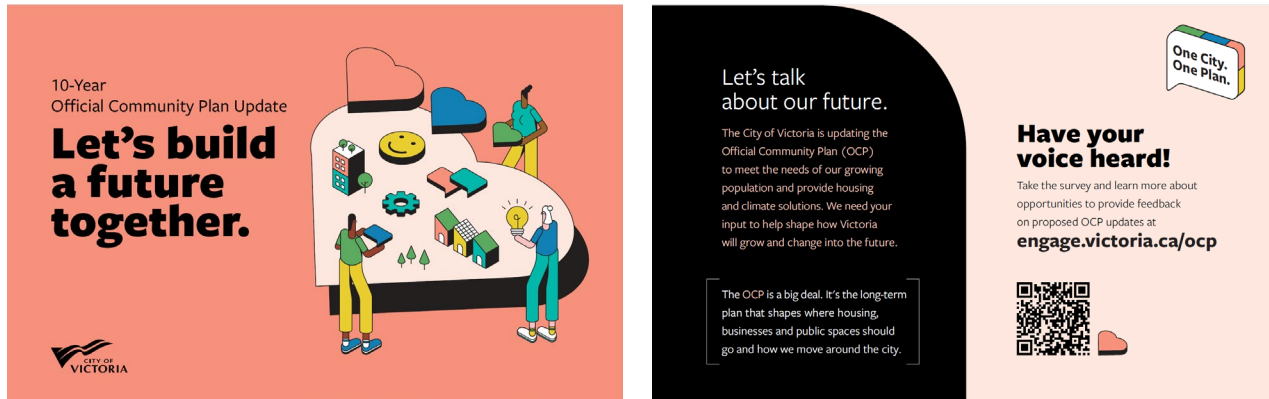 10-Year
Official Community Plan Update
Let's build
a future
together.
CITY OF
VICTORIA
Let's talk
about our future.
The City of Victoria is updating the
Official Community Plan (OCP)
to meet the needs of our growing
population and provide housing
and climate solutions. We need your
input to help shape how Victoria
will grow and change into the future.
The OCP is a big deal. It's the long-term
plan that shapes where housing,
businesses and public spaces should
go and how we move around the city.
One City.
One Plan.
Have your
voice heard!
Take the survey and learn more about
opportunities to provide feedback
on proposed OCP updates at
engage.victoria.ca/ocp